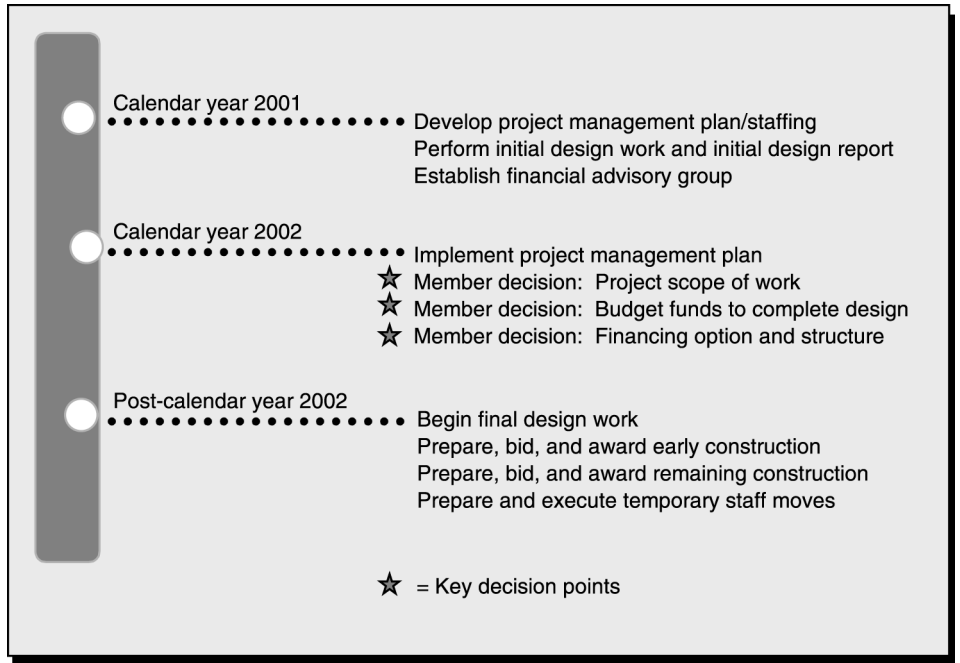 Calendar year 2001
Develop project management plan/staffing
Perform initial design work and initial design report
Establish financial advisory group
Calendar year 2002
Implement project management plan
Member decision: Project scope of work
Member decision: Budget funds to complete design
Member decision: Financing option and structure
Post-calendar year 2002
Begin final design work
Prepare, bid, and award early construction
Prepare, bid, and award remaining construction
Prepare and execute temporary staff moves
= Key decision points